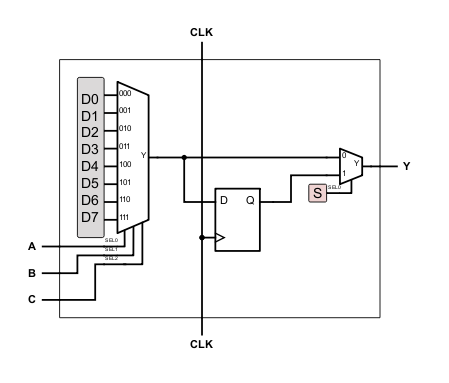 CLK
D0
D1
D2
D3
D4
D5
D6
D7
000
001
010
011
100
101
110
111
Y
SEL0
SEL1
SEL2
A
B
C
D Q
S
0
1
Y
SEL0
Y
CLK